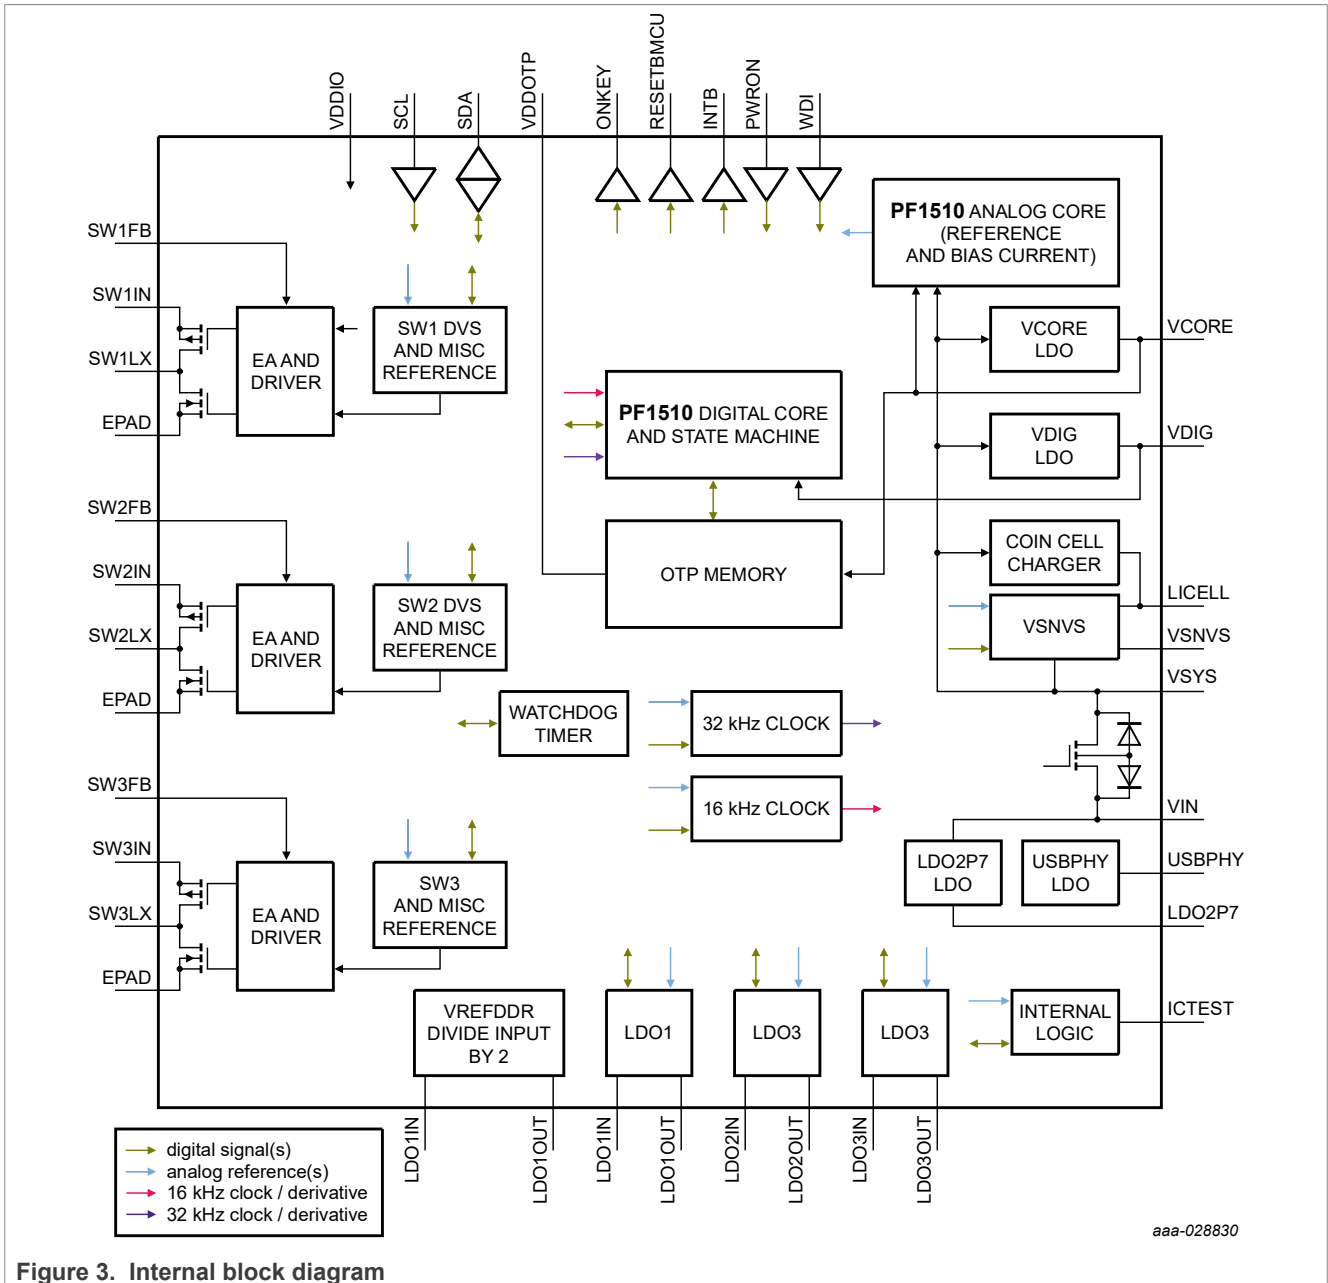 VDDIO
SCL
SDA
VDDOTP
ONKEY
RESETBMCU
INTB
PWRON
WDI
PF1510 ANALOG CORE
(REFERENCE
AND BIAS CURRENT)
SW1FB
SW1IN
SW1LX
EPAD
EA AND
DRIVER
SW1 DVS
AND MISC
REFERENCE
PF1510 DIGITAL CORE
AND STATE MACHINE
VCORE
LDO
VCORE
VDIG
LDO
VDIG
SW2FB
SW2IN
SW2LX
EPAD
EA AND
DRIVER
SW2 DVS
AND MISC
REFERENCE
OTP MEMORY
COIN CELL
CHARGER
LICELL
VSNVS
VSNVS
VSYS
WATCHDOG
TIMER
32 kHz CLOCK
16 kHz CLOCK
VIN
LDO2P7
LDO
USBPHY
LDO
USBPHY
LDO2P7
SW3FB
SW3IN
SW3LX
EPAD
EA AND
DRIVER
SW3
AND MISC
REFERENCE
VREFDDR
DIVIDE INPUT
BY 2
LDO1
LDO3
LDO3
INTERNAL
LOGIC
ICTEST
LDO1IN
LDO1OUT
LDO1IN
LDO1OUT
LDO2IN
LDO2OUT
LDO3IN
LDO3OUT
digital signal(s)
analog reference(s)
16 kHz clock / derivative
32 kHz clock / derivative
aaa-028830
Figure 3. Internal block diagram